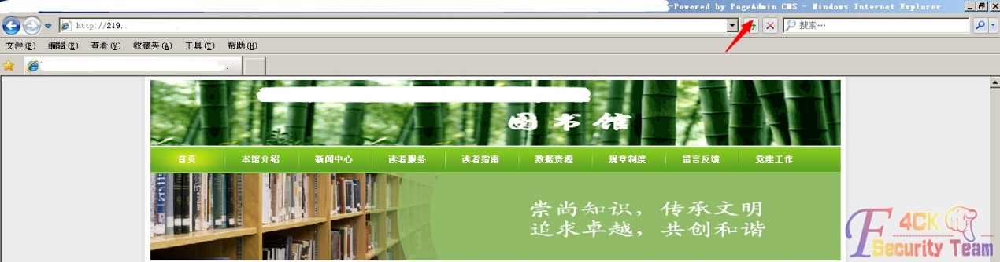 -Powered by PageAdmin CMS - Windows Internet Explorer
http://219..
搜索…
文件(F) 编辑(E) 查看(V) 收藏夹(A) 工具(T) 帮助(H)
图书馆
首页 本馆介绍 新闻中心 读者服务 读者指南 数据资源 规章制度 留言反馈 党建工作
崇尚知识，传承文明
追求卓越，共创和谐
F4CK
Security Team